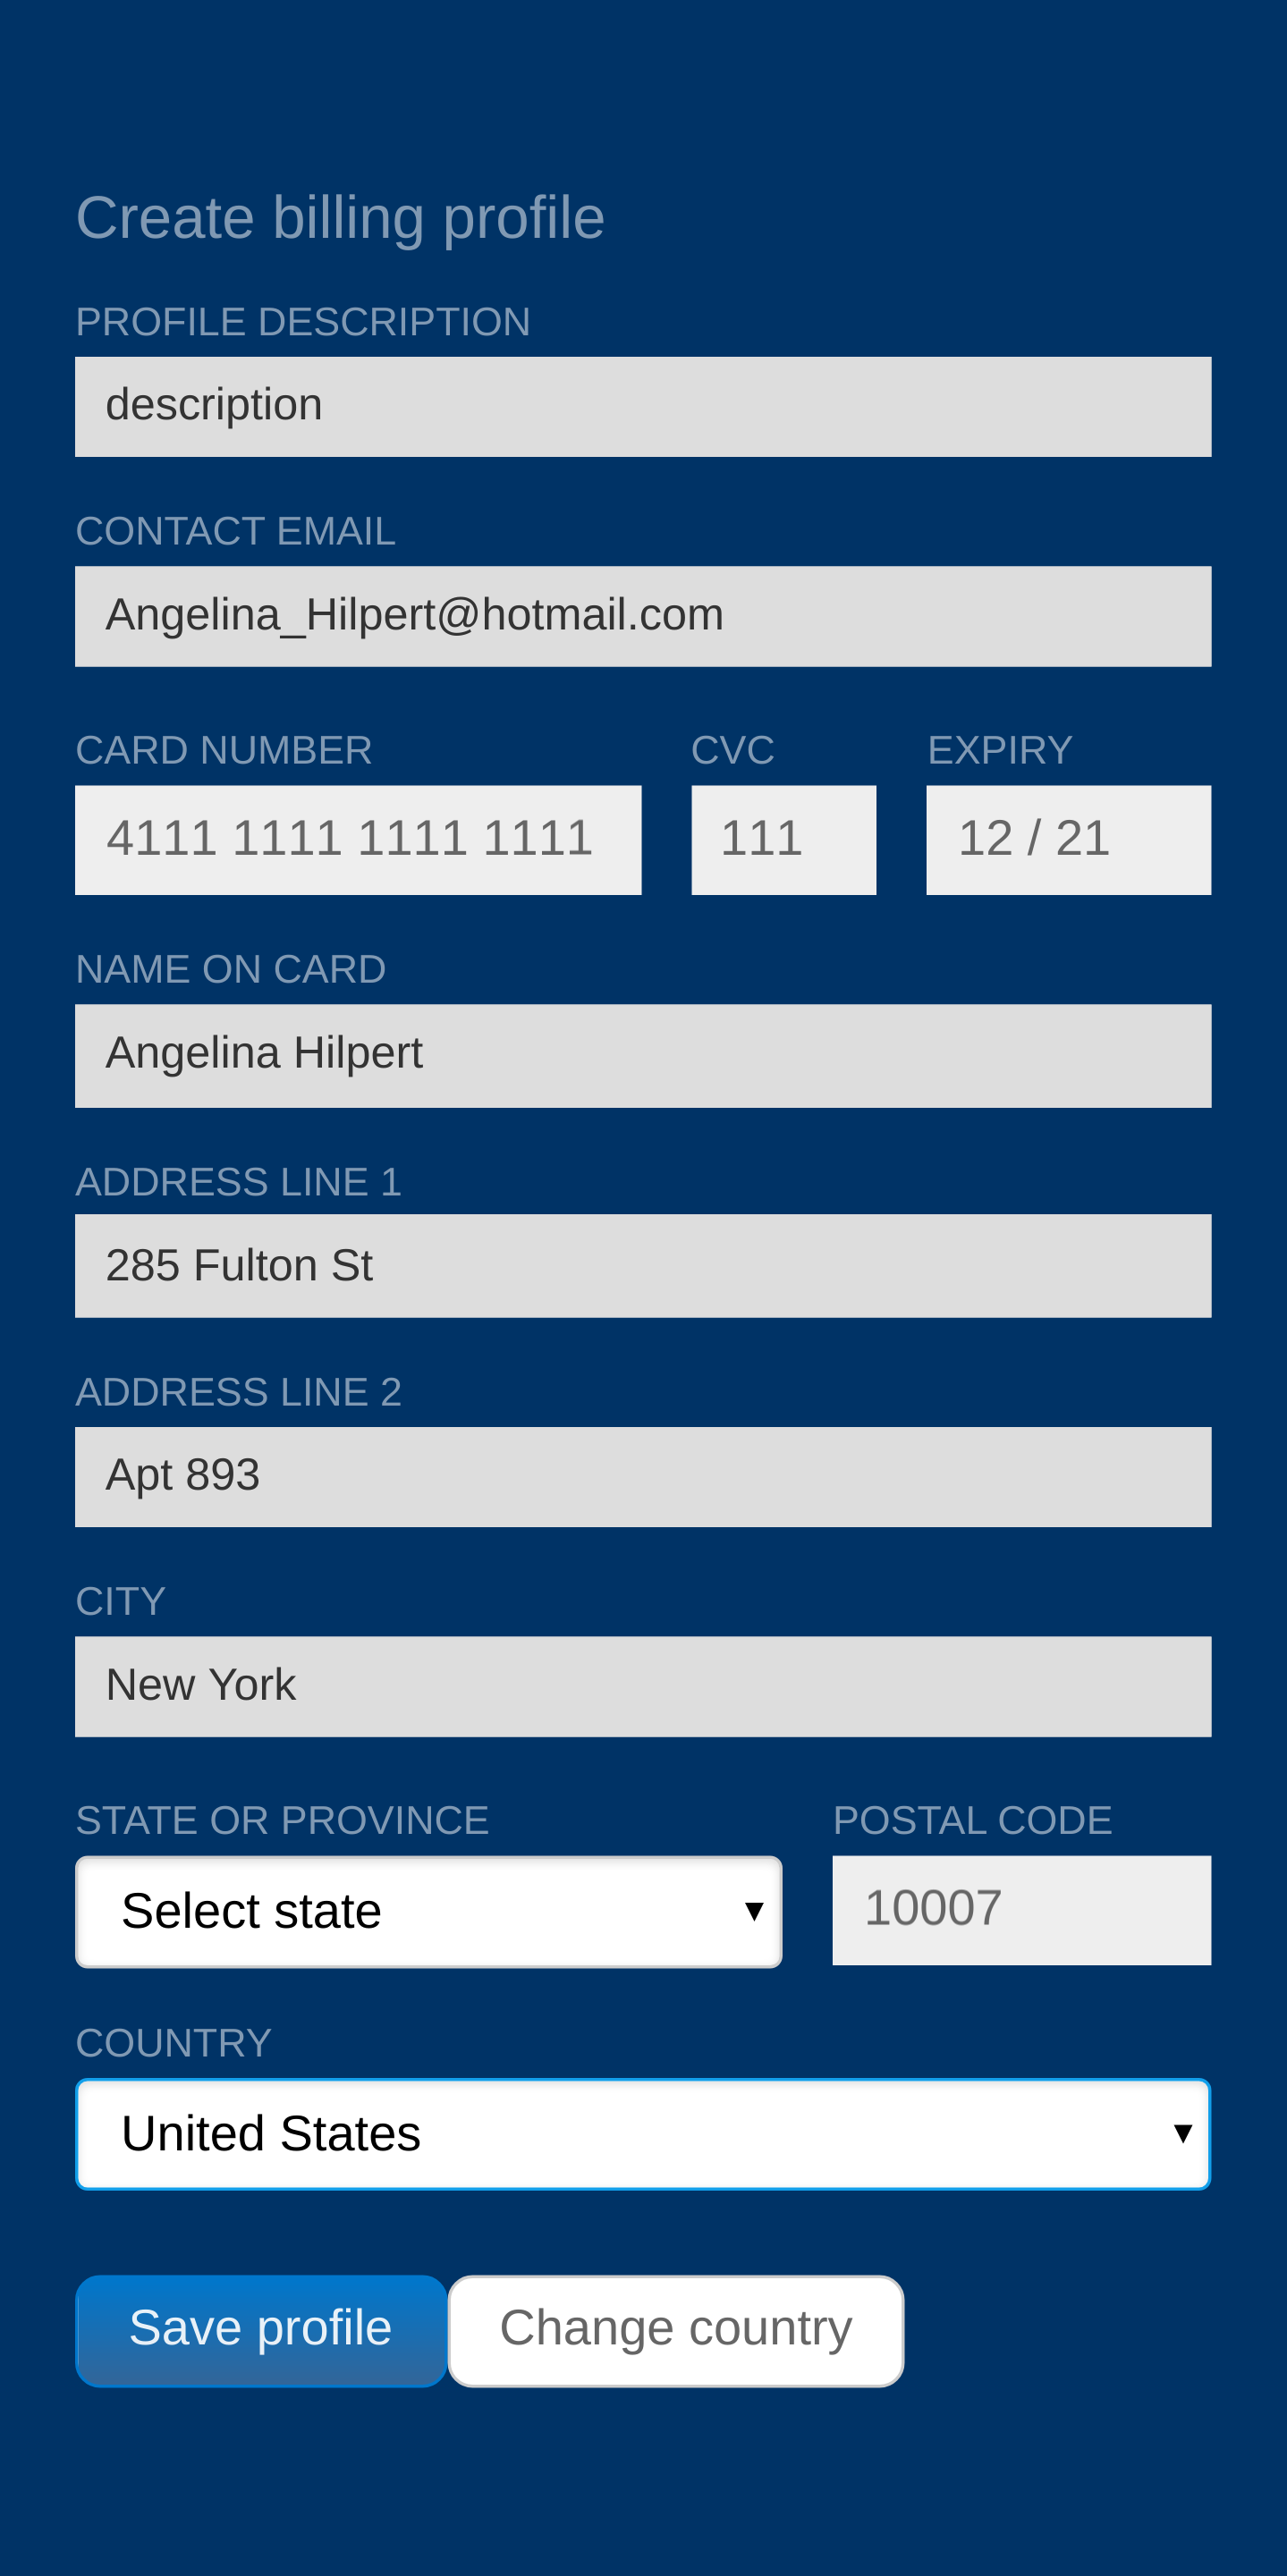 Create billing profile
PROFILE DESCRIPTION
description
CONTACT EMAIL
Angelina_Hilpert@hotmail.com
CARD NUMBER CVC EXPIRY
4111 1111 1111 1111 111 12 / 21
NAME ON CARD
Angelina Hilpert
ADDRESS LINE 1
285 Fulton St
ADDRESS LINE 2
Apt 893
CITY
New York
STATE OR PROVINCE POSTAL CODE
Select state 10007
COUNTRY
United States
Save profile Change country